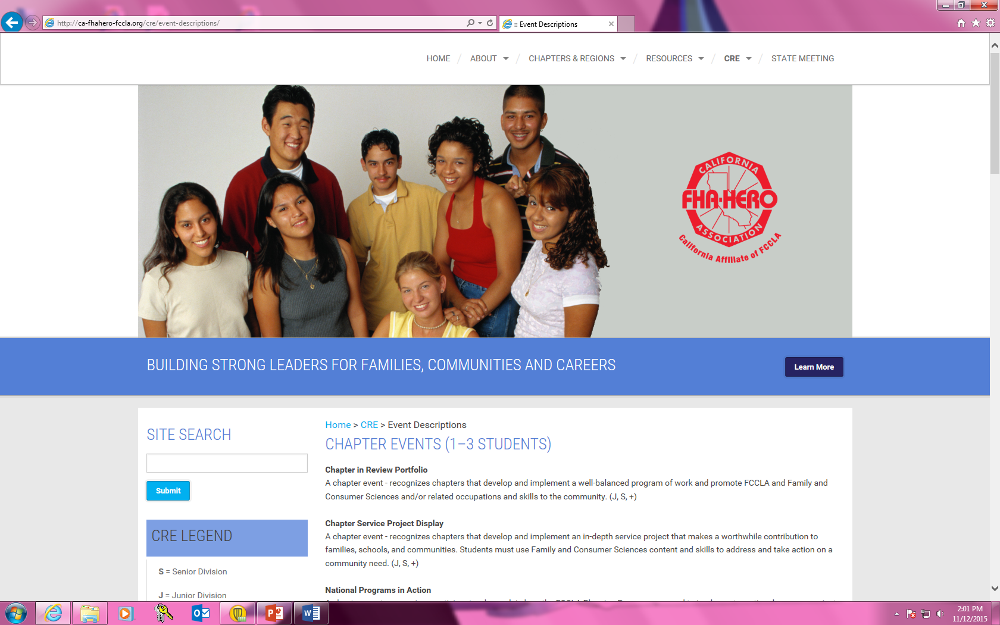 http://ca-fhahero-fccla.org/cre/event-descriptions/
:: Event Descriptions
HOME / ABOUT / CHAPTERS & REGIONS / RESOURCES / CRE / STATE MEETING
CALIFORNIA
FHA-HERO
ASSOCIATION
California Affiliate of FCCLA
BUILDING STRONG LEADERS FOR FAMILIES, COMMUNITIES AND CAREERS
Learn More
SITE SEARCH
Submit
CRE LEGEND
S = Senior Division
J = Junior Division
Home > CRE > Event Descriptions
CHAPTER EVENTS (1–3 STUDENTS)
Chapter in Review Portfolio
A chapter event - recognizes chapters that develop and implement a well-balanced program of work and promote FCCLA and Family and
Consumer Sciences and/or related occupations and skills to the community. (J, S, +)
Chapter Service Project Display
A chapter event - recognizes chapters that develop and implement an in-depth service project that makes a worthwhile contribution to
families, schools, and communities. Students must use Family and Consumer Sciences content and skills to address and take action on a
community need. (J, S, +)
National Programs in Action
2:01 PM
11/12/2015